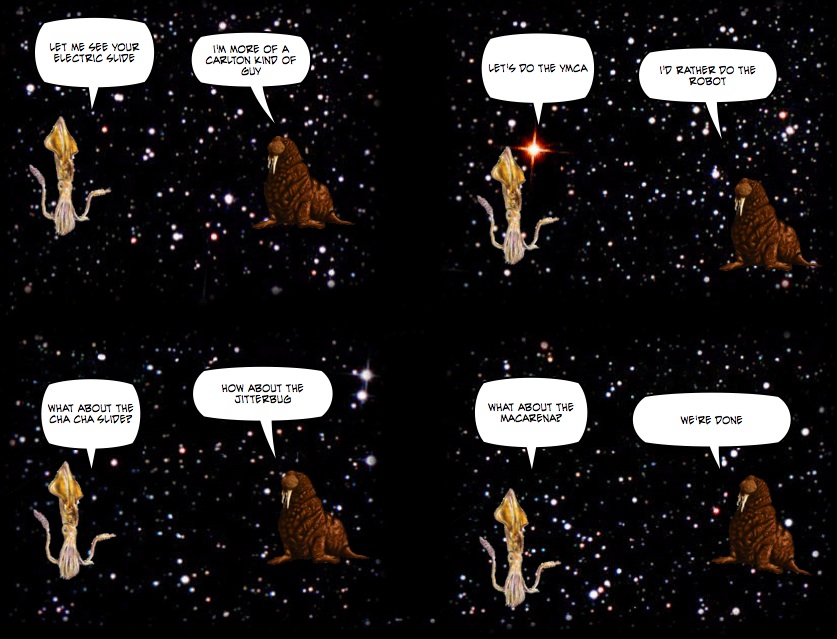 LET ME SEE YOUR
ELECTRIC SLIDE
I'M MORE OF A
CARLTON KIND OF
GUY
LET'S DO THE YMCA
I'D RATHER DO THE
ROBOT
WHAT ABOUT THE
CHA CHA SLIDE?
HOW ABOUT THE
JITTERBUG
WHAT ABOUT THE
MACARENA?
WE'RE DONE